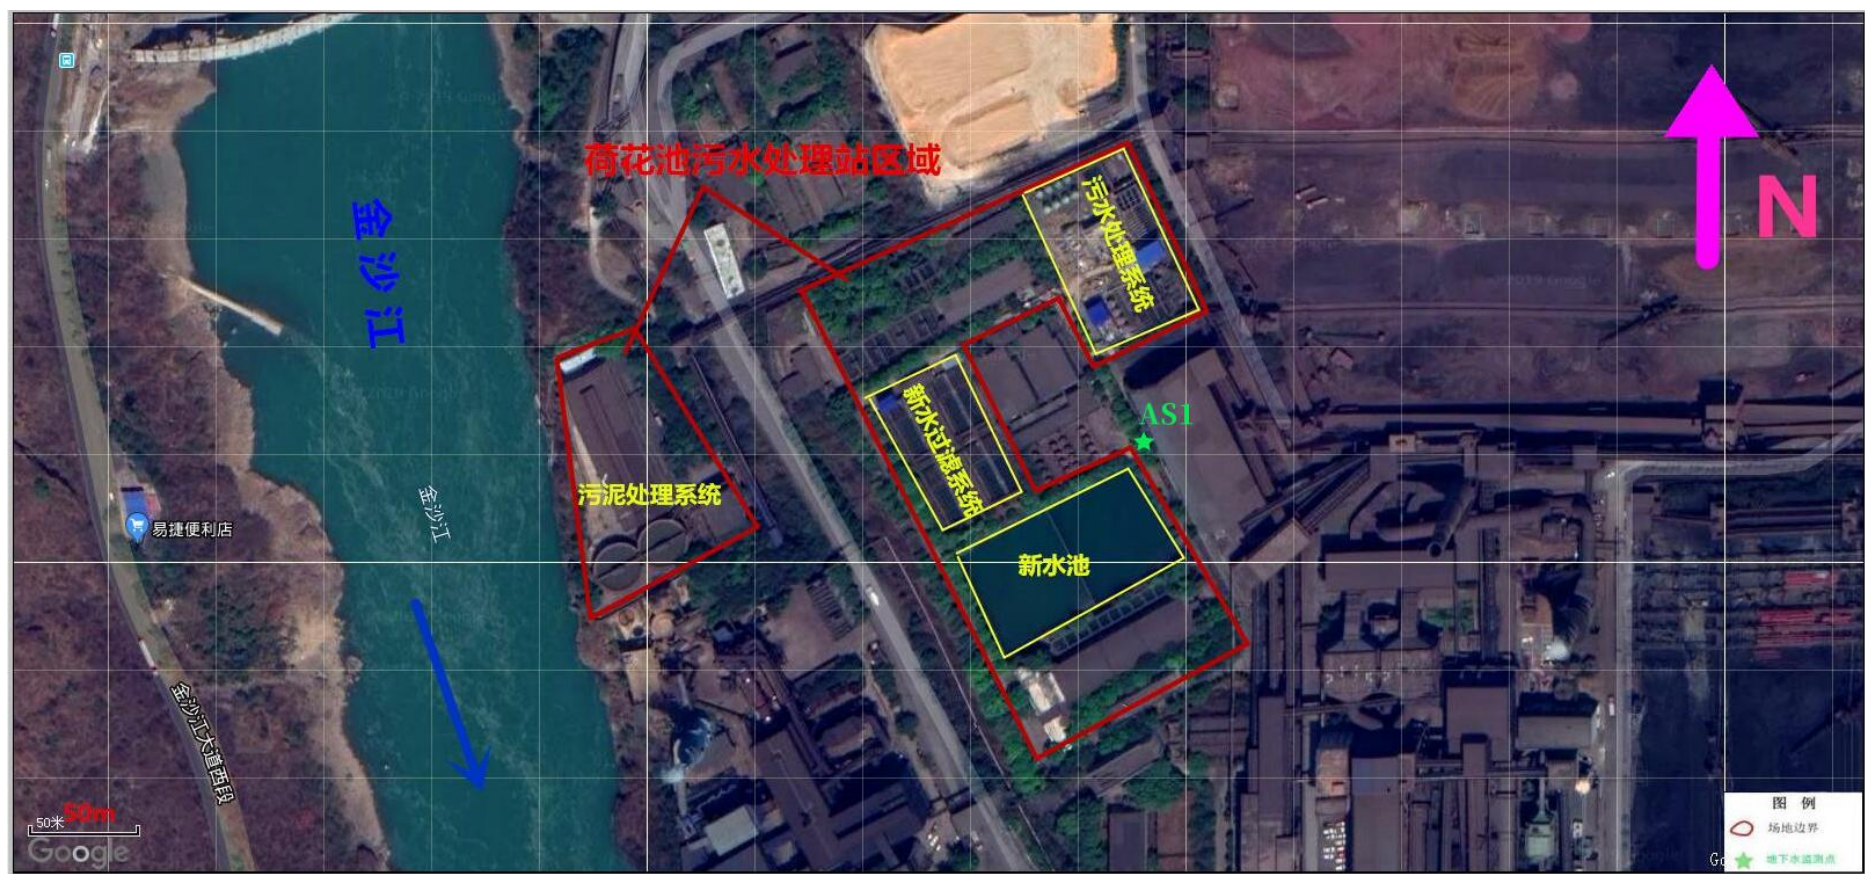 荷花池污水处理站区域
N
污水处理系统
金沙江
新水过滤系统
AS1
污泥处理系统
金沙江
易捷便利店
新水池
金沙江大道西段
50m
50米
Google
图 例
场地边界
地下水监测点